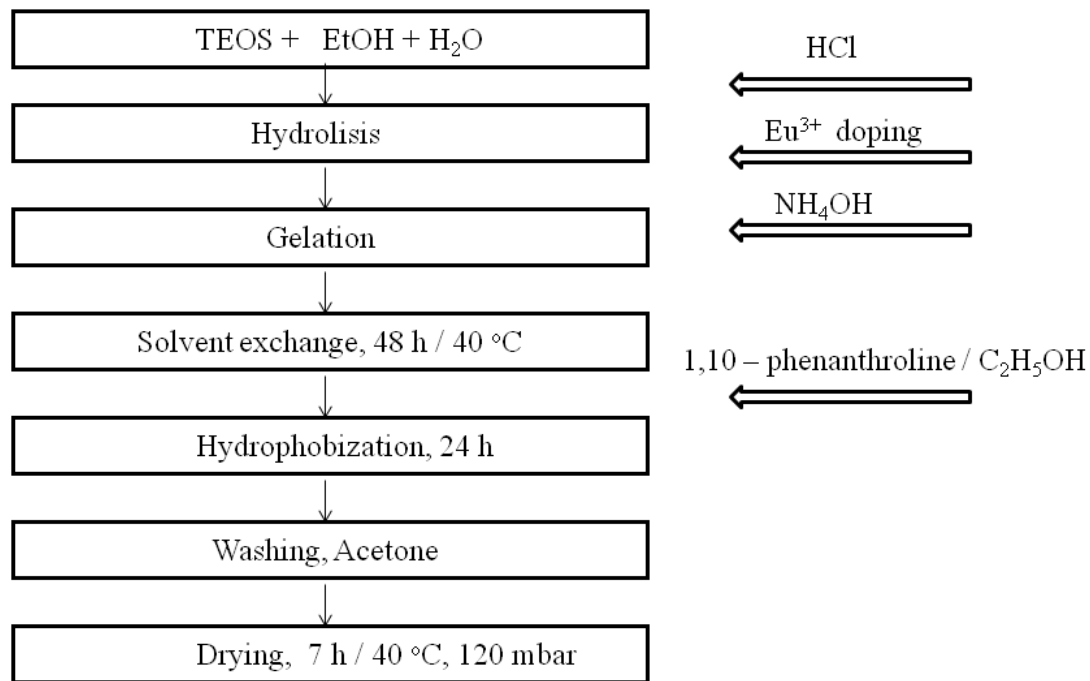 TEOS + EtOH + H₂O
HCl
Hydrolisis
Eu³⁺ doping
NH₄OH
Gelation
Solvent exchange, 48 h / 40 °C
1,10 – phenanthroline / C₂H₅OH
Hydrophobization, 24 h
Washing, Acetone
Drying, 7 h / 40 °C, 120 mbar